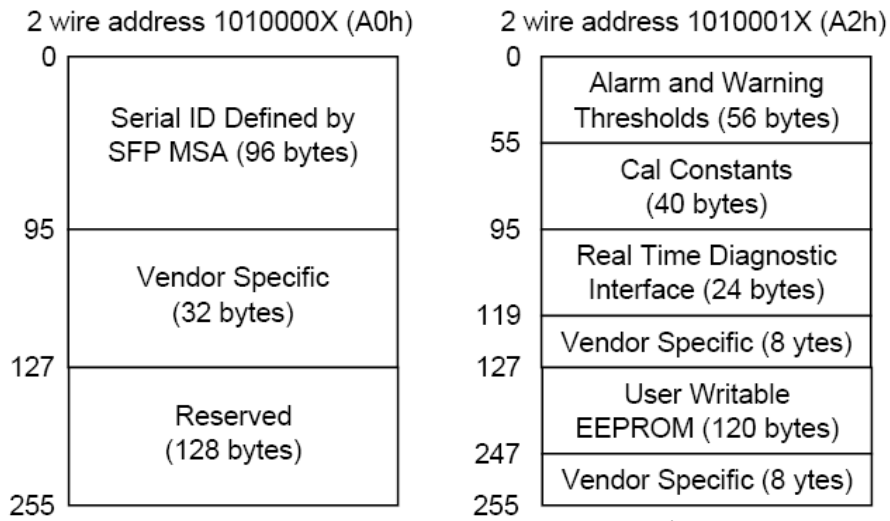 2 wire address 1010000X (A0h)
0
Serial ID Defined by
SFP MSA (96 bytes)
95
Vendor Specific
(32 bytes)
127
Reserved
(128 bytes)
255
2 wire address 1010001X (A2h)
0
Alarm and Warning
Thresholds (56 bytes)
55
Cal Constants
(40 bytes)
95
Real Time Diagnostic
Interface (24 bytes)
119
Vendor Specific (8 ytes)
127
User Writable
EEPROM (120 bytes)
247
Vendor Specific (8 ytes)
255